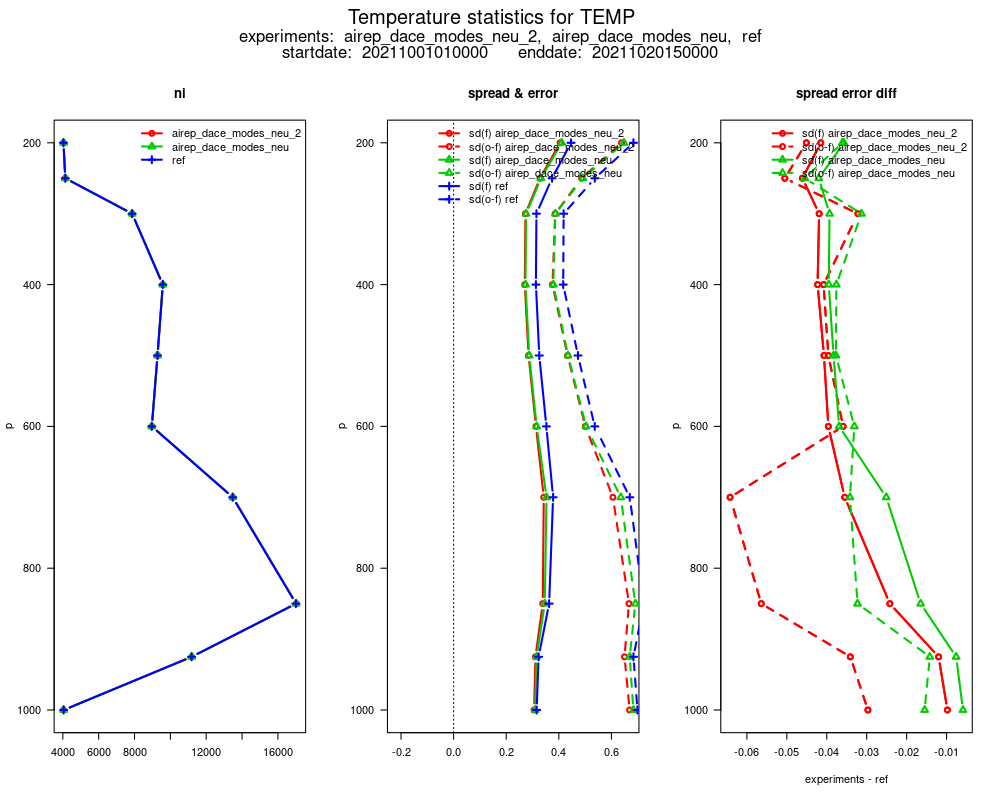 Temperature statistics for TEMP
experiments: airep_dace_modes_neu_2, airep_dace_modes_neu, ref
startdate: 20211001010000 enddate: 20211020150000
ni
airep_dace_modes_neu_2
airep_dace_modes_neu
ref
p
200
400
600
800
1000
4000 6000 8000 12000 16000
spread & error
sd(f) airep_dace_modes_neu_2
sd(o-f) airep_dace_modes_neu_2
sd(f) airep_dace_modes_neu
sd(o-f) airep_dace_modes_neu
sd(f) ref
sd(o-f) ref
p
200
400
600
800
1000
-0.2 0.0 0.2 0.4 0.6
spread error diff
sd(f) airep_dace_modes_neu_2
sd(o-f) airep_dace_modes_neu_2
sd(f) airep_dace_modes_neu
sd(o-f) airep_dace_modes_neu
p
200
400
600
800
1000
-0.06 -0.05 -0.04 -0.03 -0.02 -0.01
experiments - ref